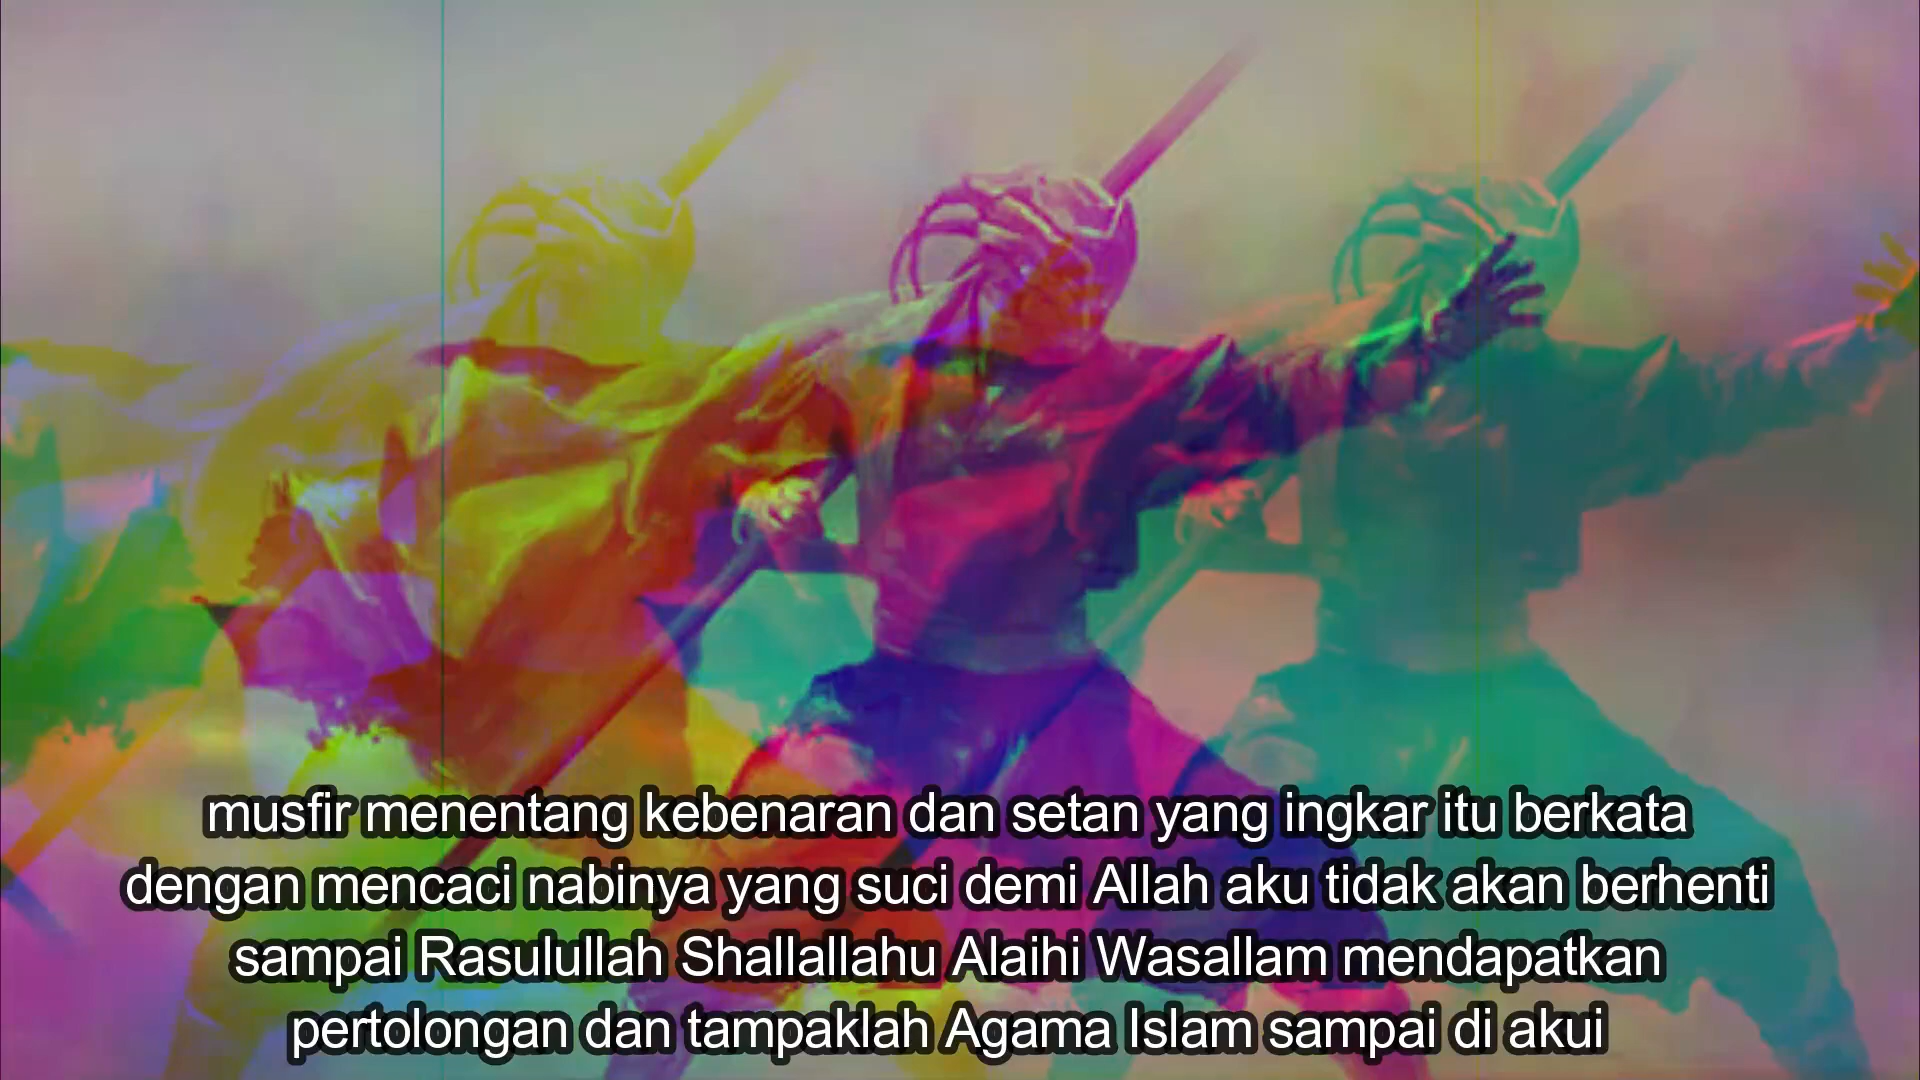 musfir menentang kebenaran dan setan yang ingkar itu berkata
dengan mencaci nabinya yang suci demi Allah aku tidak akan berhenti
sampai Rasulullah Shallallahu Alaihi Wasallam mendapatkan
pertolongan dan tampaklah Agama Islam sampai di akui